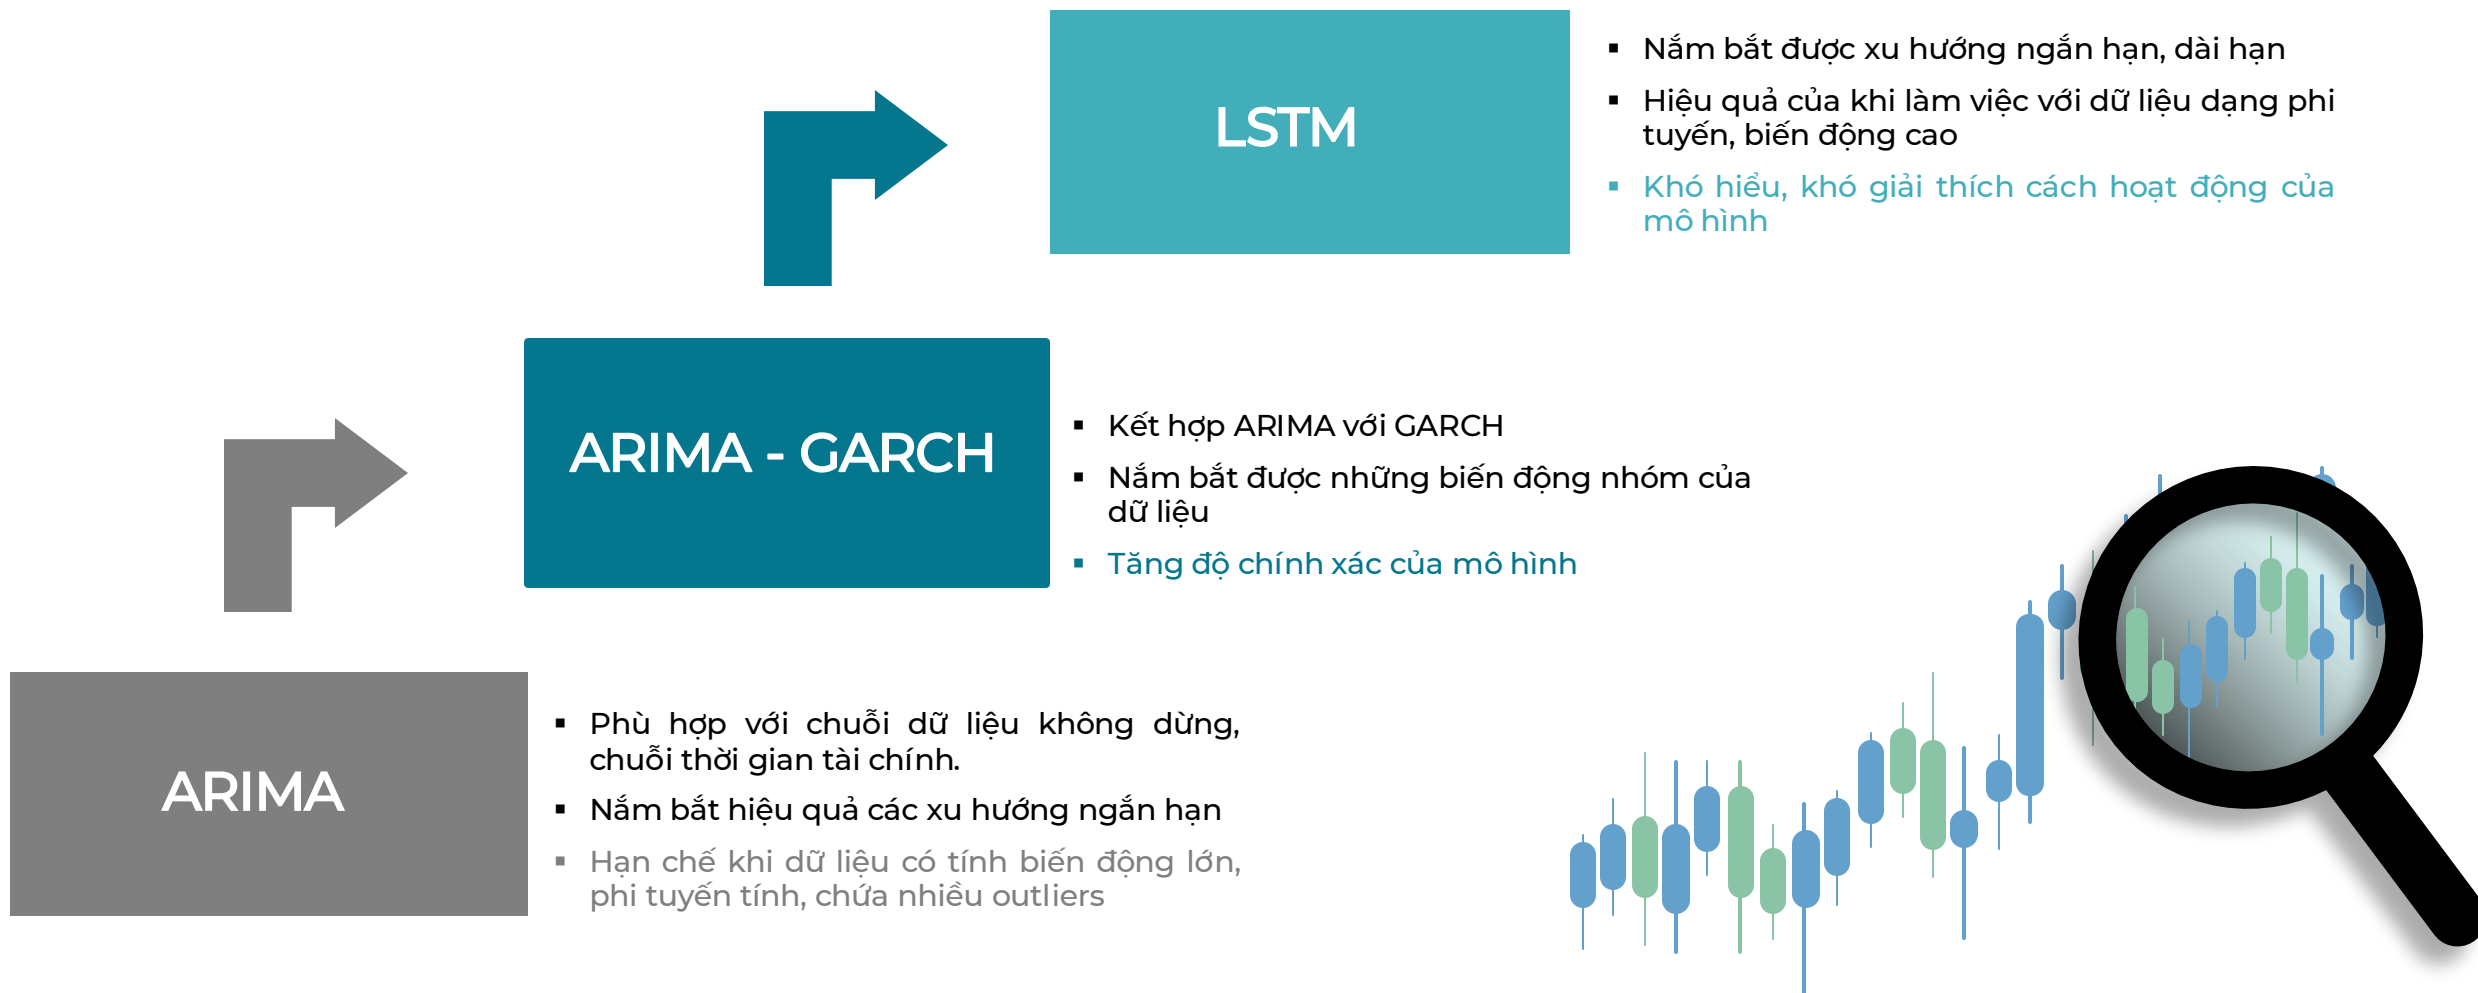 LSTM
▪ Nắm bắt được xu hướng ngắn hạn, dài hạn
▪ Hiệu quả của khi làm việc với dữ liệu dạng phi
tuyến, biến động cao
▪ Khó hiểu, khó giải thích cách hoạt động của
mô hình
ARIMA - GARCH
▪ Kết hợp ARIMA với GARCH
▪ Nắm bắt được những biến động nhóm của
dữ liệu
▪ Tăng độ chính xác của mô hình
ARIMA
▪ Phù hợp với chuỗi dữ liệu không dừng,
chuỗi thời gian tài chính.
▪ Nắm bắt hiệu quả các xu hướng ngắn hạn
▪ Hạn chế khi dữ liệu có tính biến động lớn,
phi tuyến tính, chứa nhiều outliers